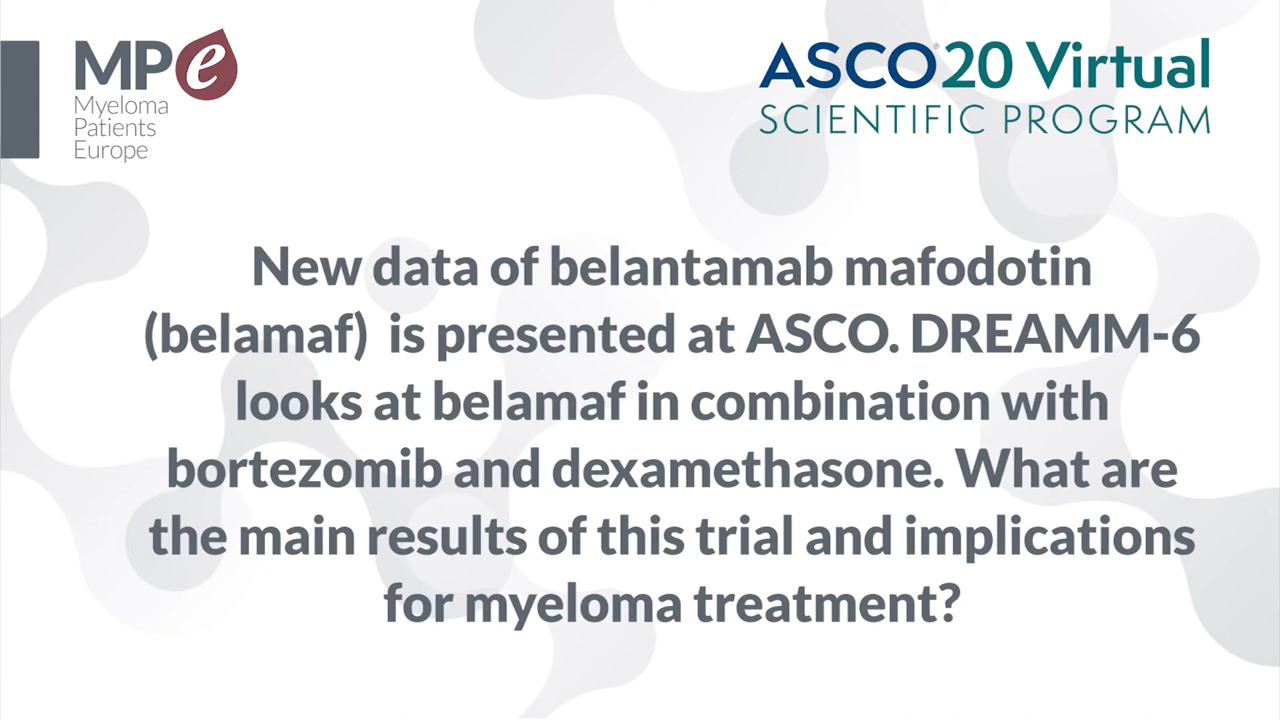 MPe
Myeloma
Patients
Europe
ASCO®20 Virtual
SCIENTIFIC PROGRAM
New data of belantamab mafodotin
(belamaf) is presented at ASCO. DREAMM-6
looks at belamaf in combination with
bortezomib and dexamethasone. What are
the main results of this trial and implications
for myeloma treatment?